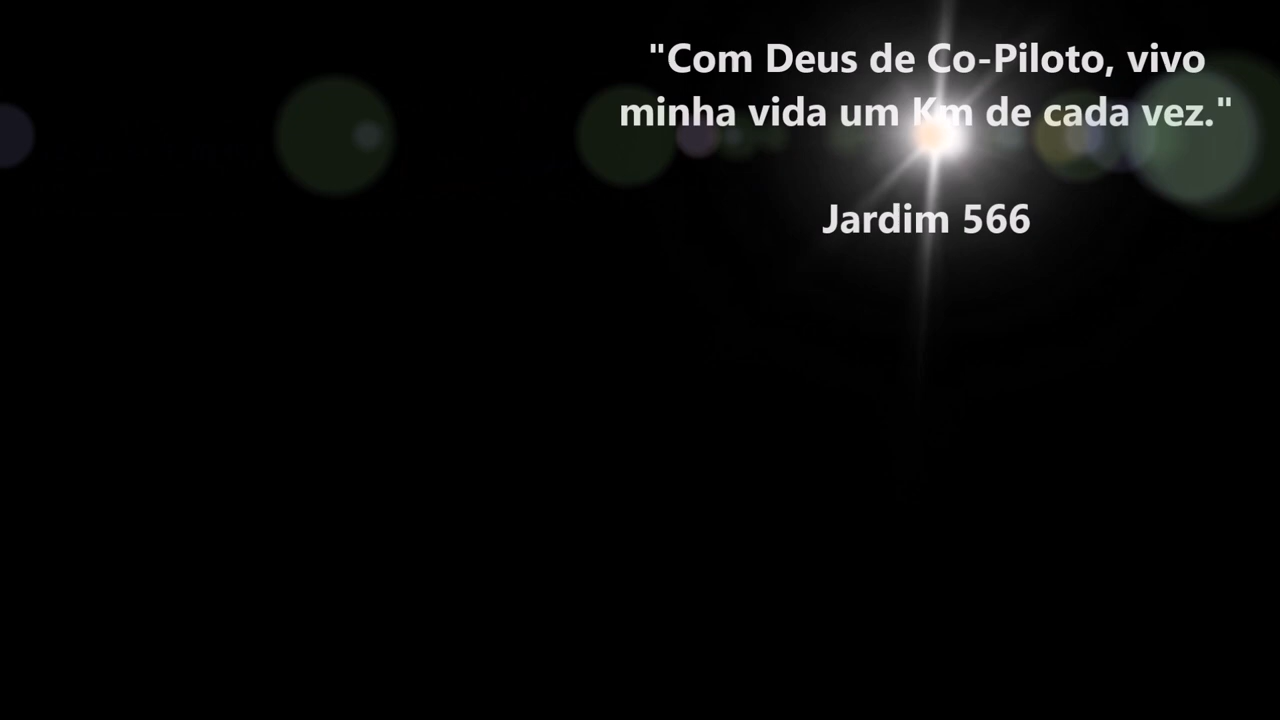 "Com Deus de Co-Piloto, vivo
minha vida um Km de cada vez."
Jardim 566